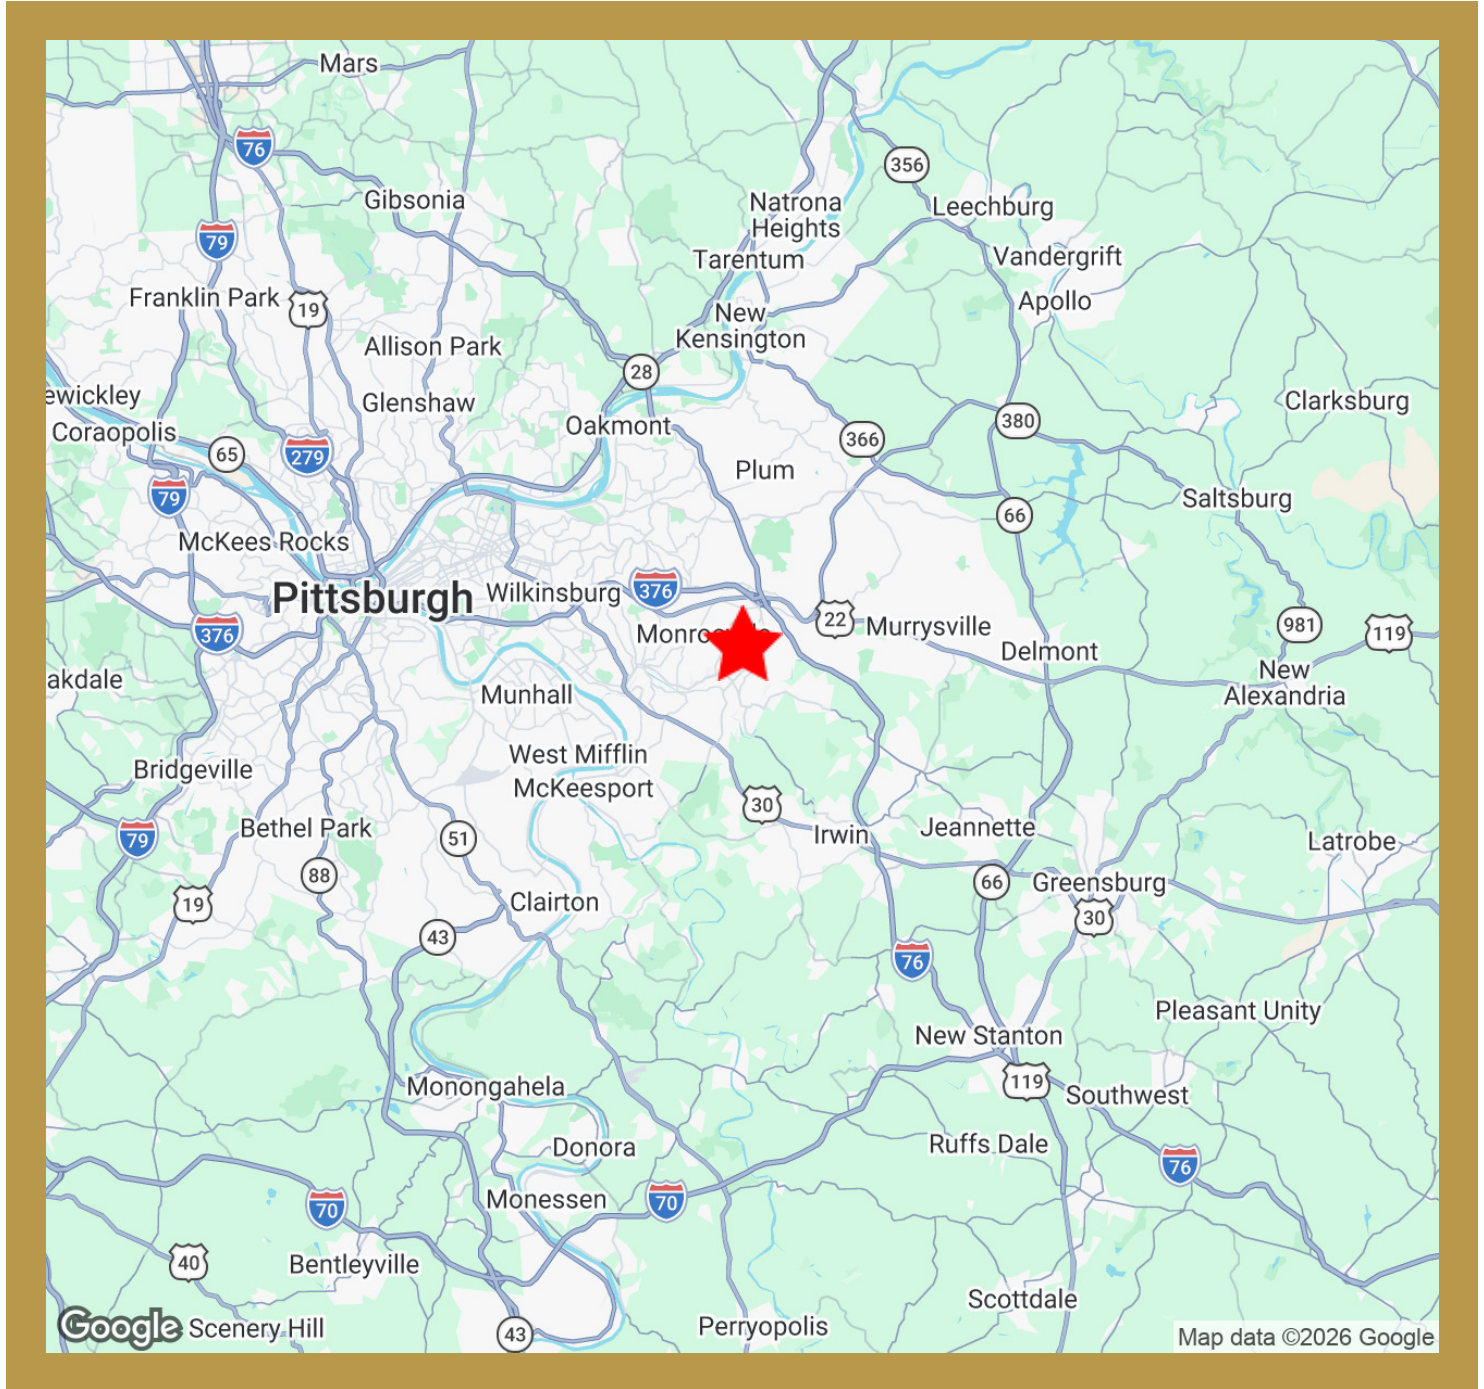 Mars
76
356
Gibsonia
Natrona
Heights
Leechburg
79
Tarentum
Vandergrift
Franklin Park
19
Apollo
New
Kensington
Allison Park
28
ewickley
Glenshaw
Clarksburg
Coraopolis
Oakmont
380
65
279
366
Plum
79
Saltsburg
66
McKees Rocks
Pittsburgh
Wilkinsburg
376
376
22
Murrysville
981
119
Delmont
akdale
Munhall
New
Alexandria
West Mifflin
Bridgeville
McKeesport
30
79
Bethel Park
51
Irwin
Jeannette
Latrobe
88
66
Greensburg
19
Clairton
30
43
76
Pleasant Unity
New Stanton
119
Monongahela
Southwest
Donora
Ruffs Dale
76
70
Monessen
70
40
Bentleyville
Scottdale
Google
Scenery Hill
43
Perryopolis
Map data ©2026 Google